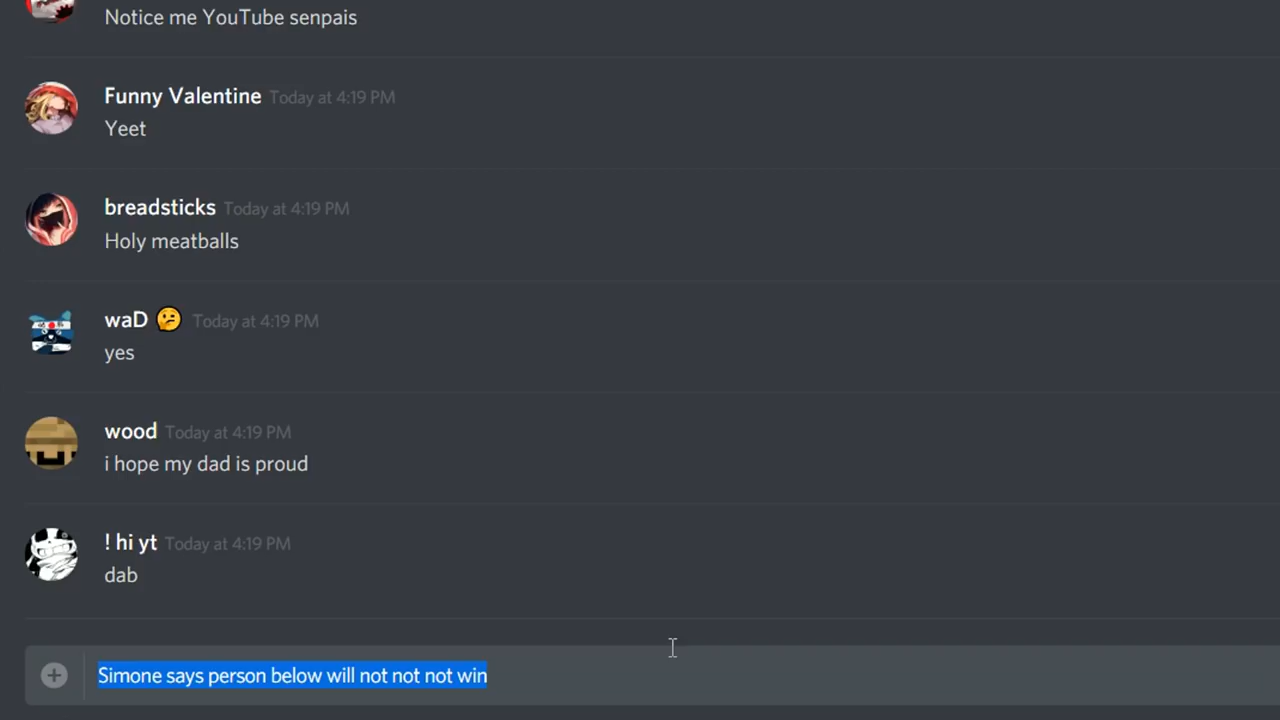 Notice me YouTube senpais
Funny Valentine Today at 4:19 PM
Yeet
breadsticks Today at 4:19 PM
Holy meatballs
waD 🤔 Today at 4:19 PM
yes
wood Today at 4:19 PM
i hope my dad is proud
! hi yt Today at 4:19 PM
dab
Simone says person below will not not not win